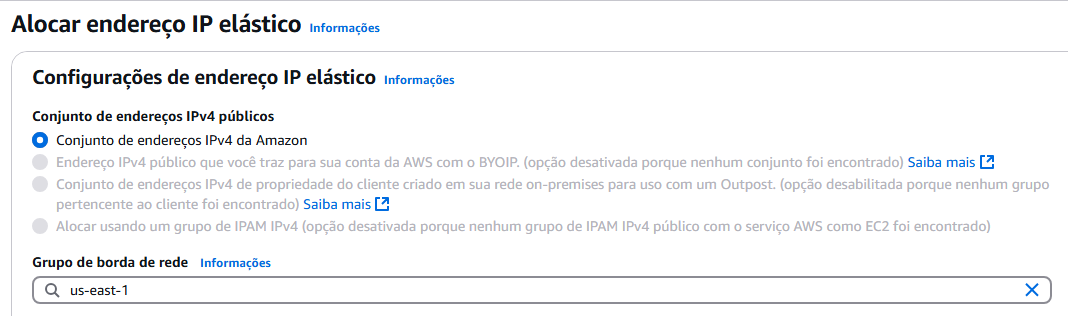 Alocar endereço IP elástico Informações
Configurações de endereço IP elástico Informações
Conjunto de endereços IPv4 públicos
Conjunto de endereços IPv4 da Amazon
Endereço IPv4 público que você traz para sua conta da AWS com o BYOIP. (opção desativada porque nenhum conjunto foi encontrado) Saiba mais
Conjunto de endereços IPv4 de propriedade do cliente criado em sua rede on-premises para uso com um Outpost. (opção desabilitada porque nenhum grupo
pertencente ao cliente foi encontrado) Saiba mais
Alocar usando um grupo de IPAM IPv4 (opção desativada porque nenhum grupo de IPAM IPv4 público com o serviço AWS como EC2 foi encontrado)
Grupo de borda de rede Informações
us-east-1